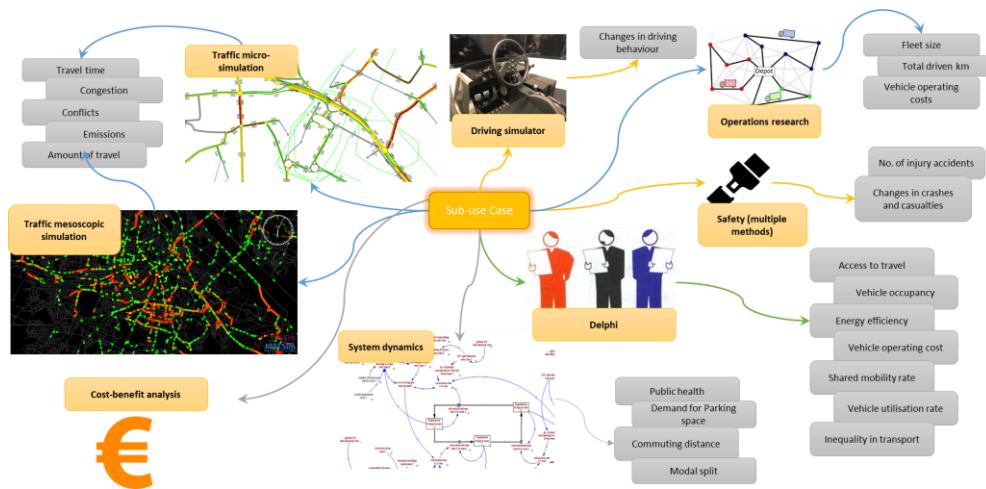 Traffic micro-
simulation
Travel time
Congestion
Conflicts
Emissions
Amount of travel
Changes in driving
behaviour
Driving simulator
Depot
Operations research
Fleet size
Total driven km
Vehicle operating
costs
No. of injury accidents
Changes in crashes
and casualties
Safety (multiple
methods)
Sub-use Case
Traffic mesoscopic
simulation
MATSim
Delphi
Access to travel
Vehicle occupancy
Energy efficiency
Vehicle operating cost
Shared mobility rate
Vehicle utilisation rate
Inequality in transport
System dynamics
Public health
Demand for Parking
space
Commuting distance
Modal split
Cost-benefit analysis
€